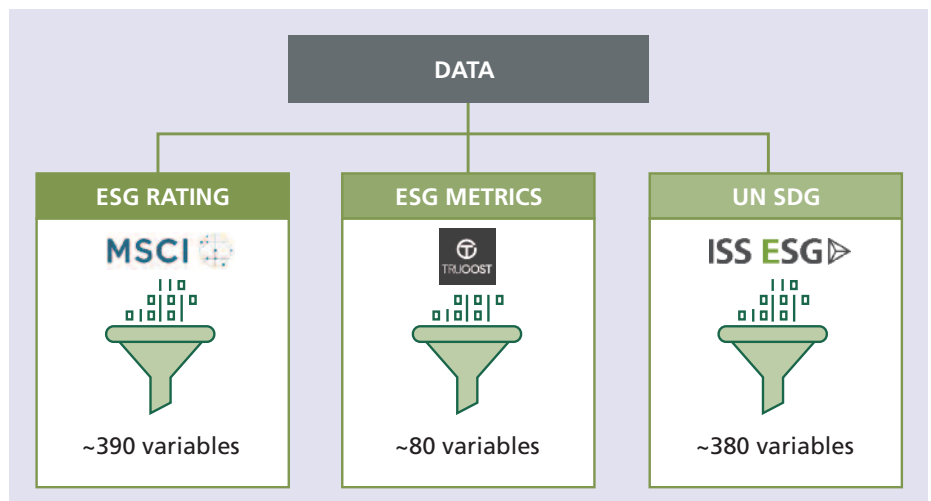 DATA
ESG RATING
MSCI
~390 variables
ESG METRICS
TRUCOST
~80 variables
UN SDG
ISS ESG
~380 variables